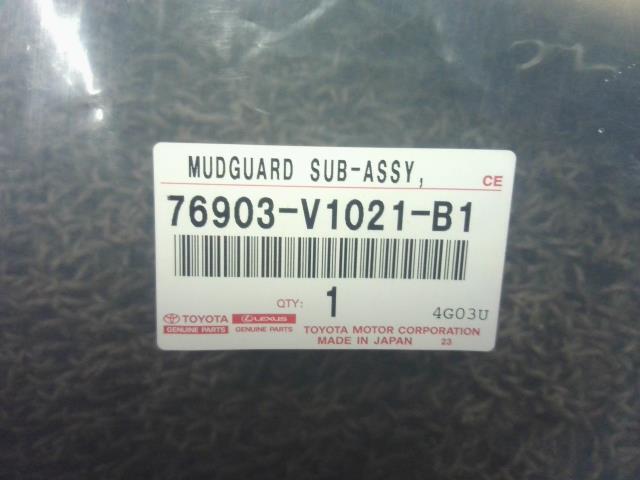 MUDGUARD SUB-ASSY,
CE
76903-V1021-B1
QTY: 1
4G03U
TOYOTA LEXUS
GENUINE PARTS GENUINE PARTS
TOYOTA MOTOR CORPORATION
MADE IN JAPAN 23